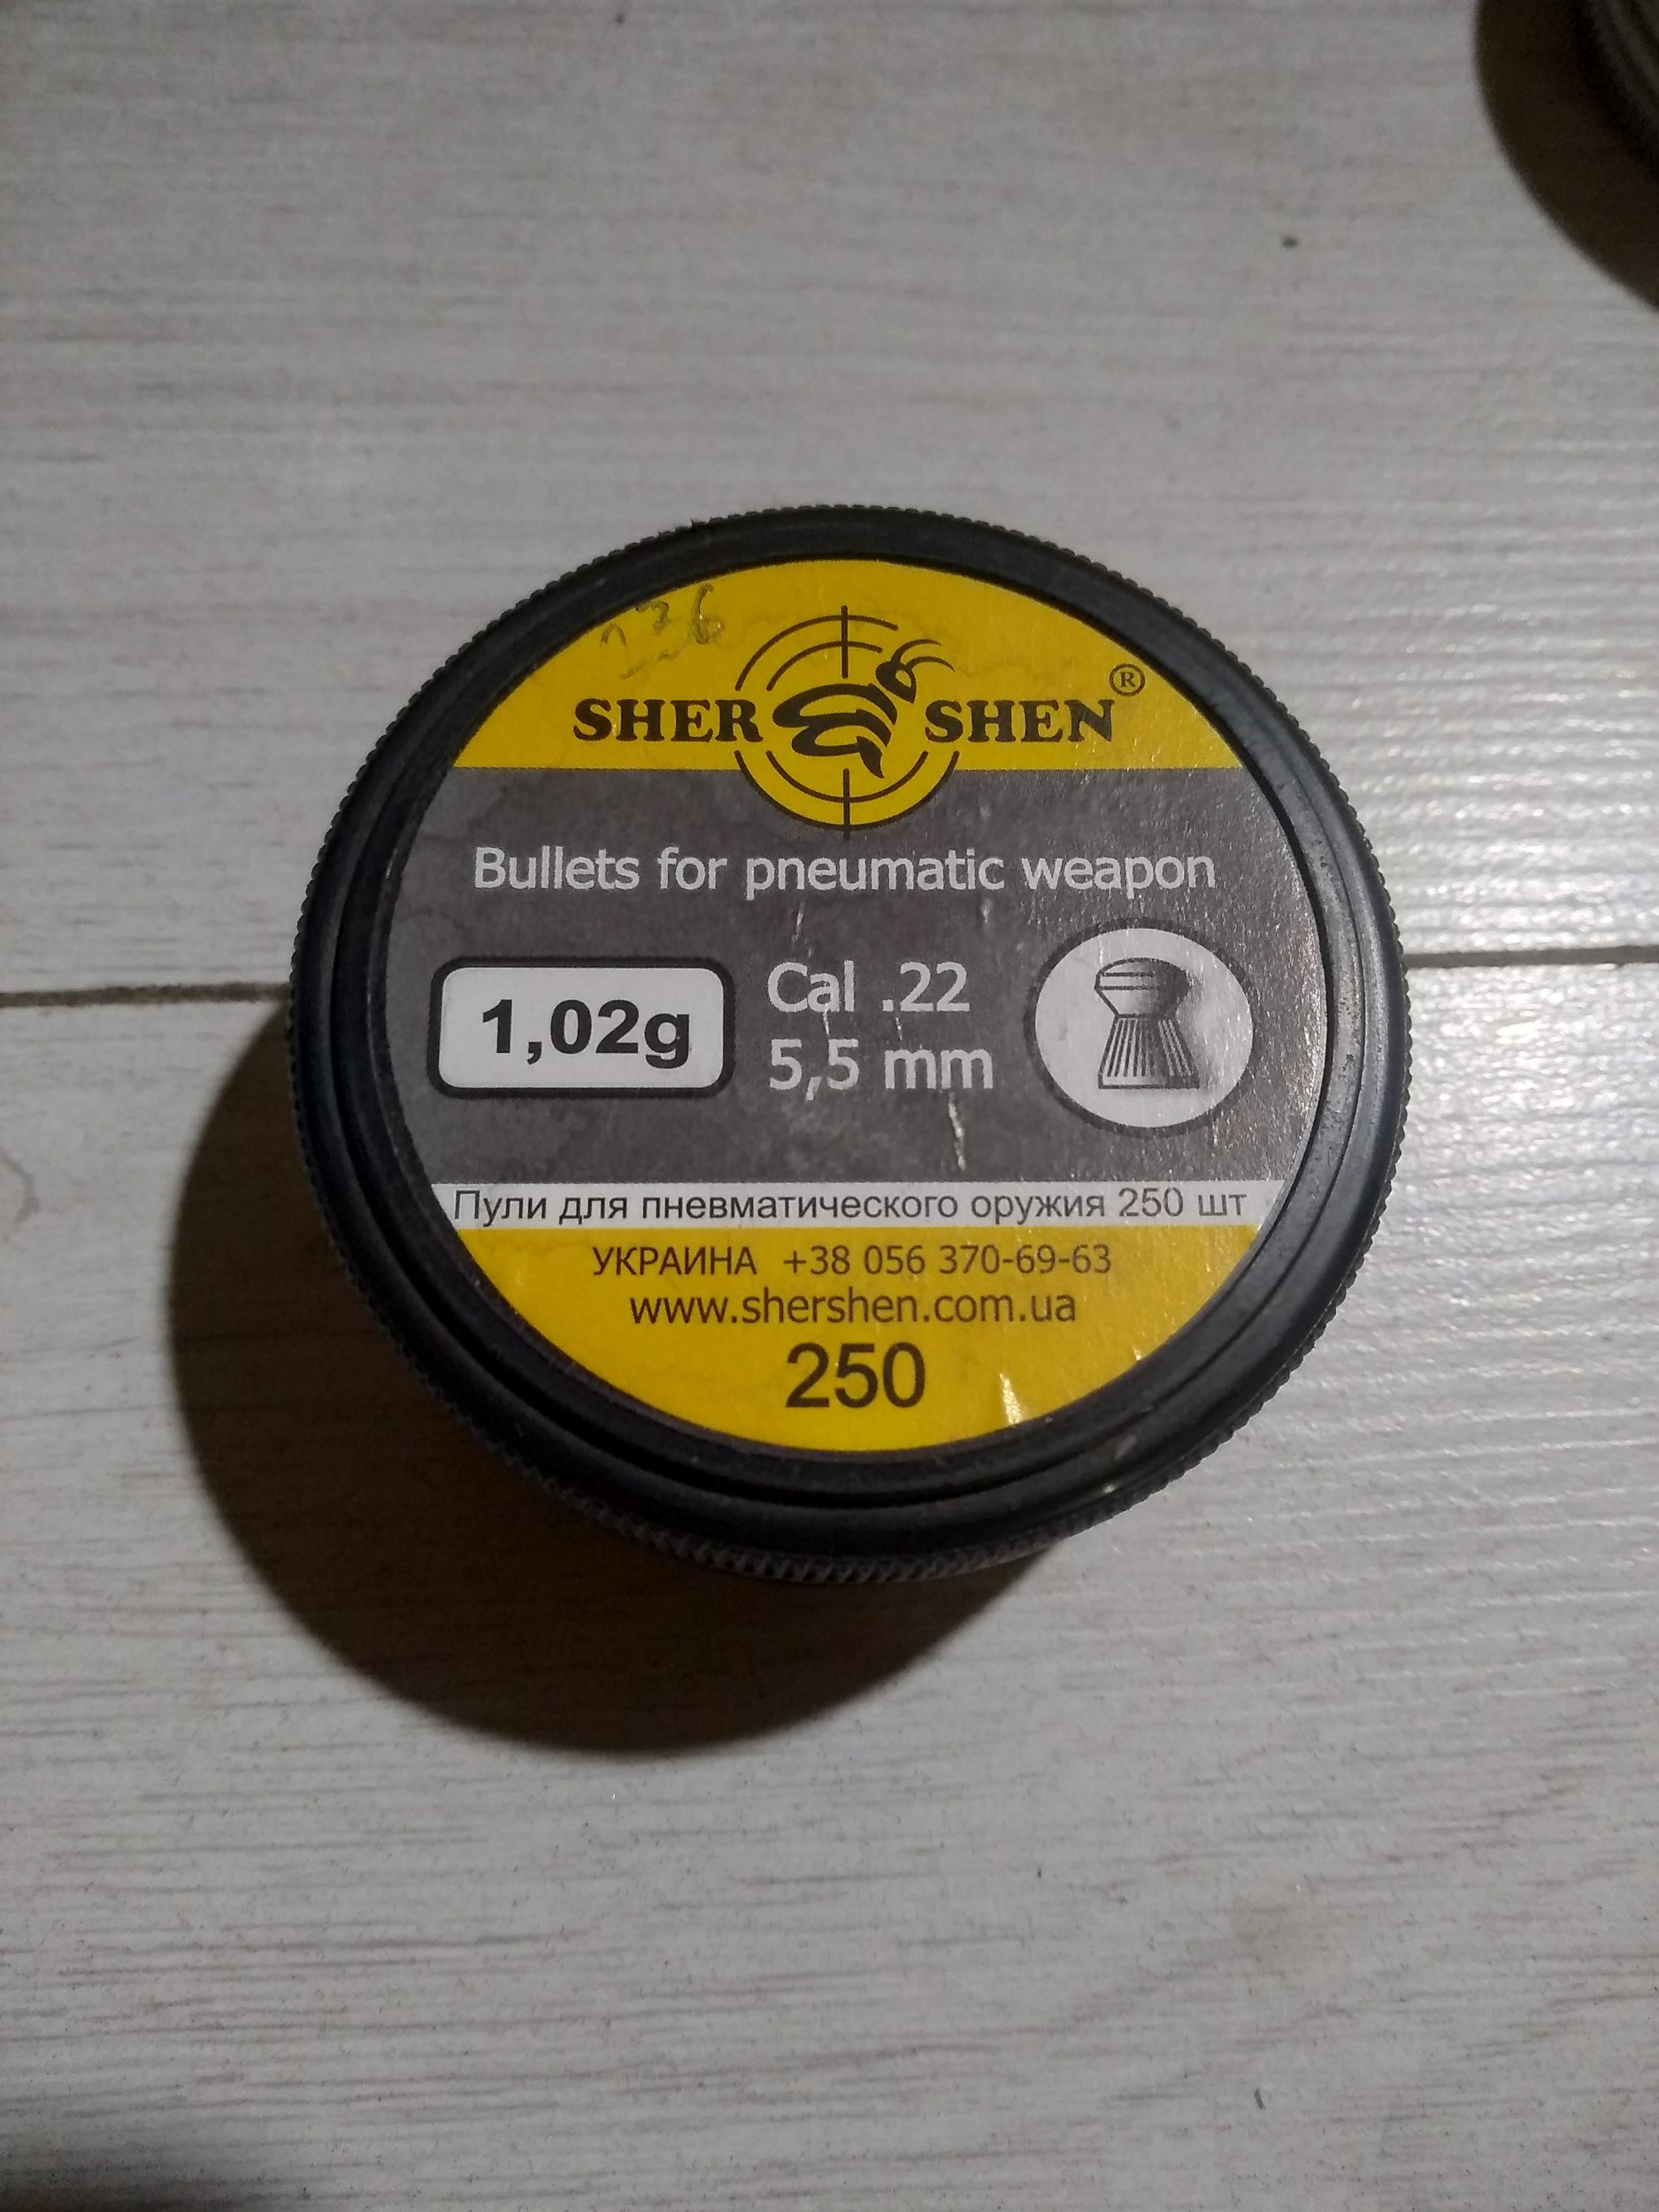 SHER SHEN®
Bullets for pneumatic weapon
1,02g
Cal .22
5,5 mm
Пули для пневматического оружия 250 шт
УКРАИНА +38 056 370-69-63
www.shershen.com.ua
250